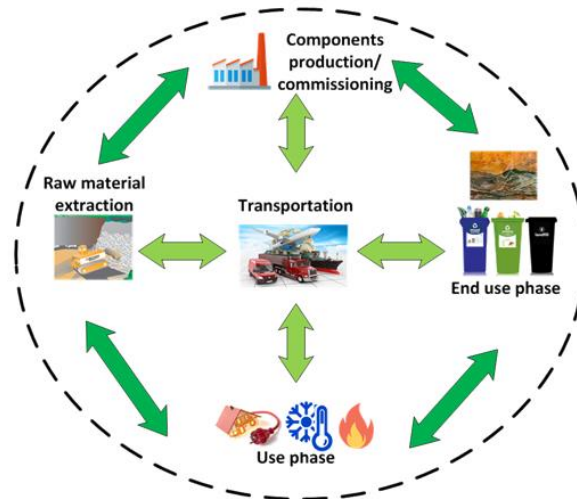 Components
production/
commissioning
Raw material
extraction
Transportation
End use phase
Use phase